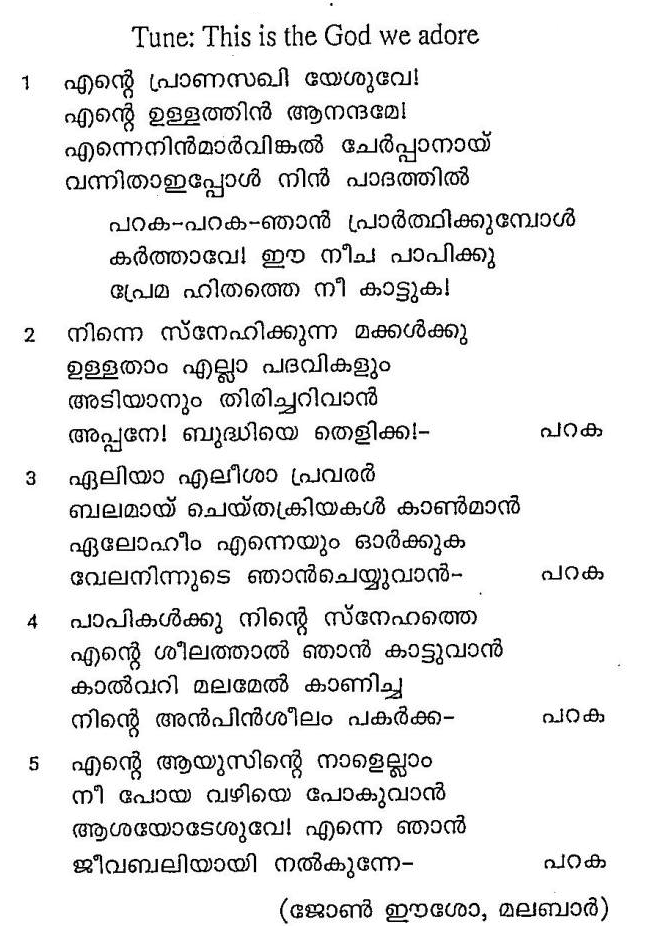 Tune: This is the God we adore
1 എന്റെ പ്രാണസഖി യേശുവേ!
എന്റെ ഉള്ളത്തിൻ ആനന്ദമേ!
എന്നെനിൻമാർവിങ്കൽ ചേർപ്പാനായ്
വന്നിതാഇപ്പോൾ നിൻ പാദത്തിൽ
പറക-പറക-ഞാൻ പ്രാർത്ഥിക്കുമ്പോൾ
കർത്താവേ! ഈ നീച പാപിക്കു
പ്രേമ ഹിതത്തെ നീ കാട്ടുക!
2 നിന്നെ സ്നേഹിക്കുന്ന മക്കൾക്കു
ഉള്ളതാം എല്ലാ പദവികളും
അടിയാനും തിരിച്ചറിവാൻ
അപ്പനേ! ബുദ്ധിയെ തെളിക്ക!- പറക
3 ഏലിയാ എലീശാ പ്രവരർ
ബലമായ് ചെയ്തക്രിയകൾ കാൺമാൻ
ഏലോഹീം എന്നെയും ഓർക്കുക
വേലനിന്നുടെ ഞാൻചെയ്യുവാൻ- പറക
4 പാപികൾക്കു നിന്റെ സ്നേഹത്തെ
എന്റെ ശീലത്താൽ ഞാൻ കാട്ടുവാൻ
കാൽവറി മലമേൽ കാണിച്ച
നിന്റെ അൻപിൻശീലം പകർക്ക- പറക
5 എന്റെ ആയുസിന്റെ നാളെല്ലാം
നീ പോയ വഴിയെ പോകുവാൻ
ആശയോടേശുവേ! എന്നെ ഞാൻ
ജീവബലിയായി നൽകുന്നേ- പറക
(ജോൺ ഈശോ, മലബാർ)